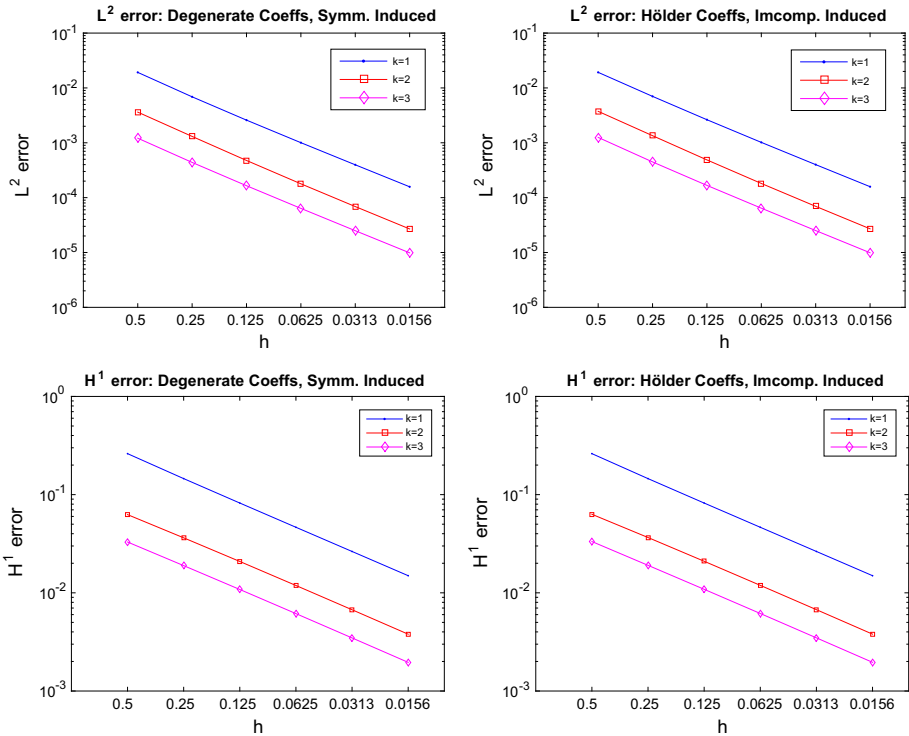 L² error: Degenerate Coeffs, Symm. Induced
10⁻¹
10⁻²
10⁻³
10⁻⁴
10⁻⁵
10⁻⁶
L² error
k=1
k=2
k=3
0.5 0.25 0.125 0.0625 0.0313 0.0156
h
L² error: Hölder Coeffs, Imcomp. Induced
10⁻¹
10⁻²
10⁻³
10⁻⁴
10⁻⁵
10⁻⁶
L² error
k=1
k=2
k=3
0.5 0.25 0.125 0.0625 0.0313 0.0156
h
H¹ error: Degenerate Coeffs, Symm. Induced
10⁰
10⁻¹
10⁻²
10⁻³
H¹ error
k=1
k=2
k=3
0.5 0.25 0.125 0.0625 0.0313 0.0156
h
H¹ error: Hölder Coeffs, Imcomp. Induced
10⁰
10⁻¹
10⁻²
10⁻³
H¹ error
k=1
k=2
k=3
0.5 0.25 0.125 0.0625 0.0313 0.0156
h